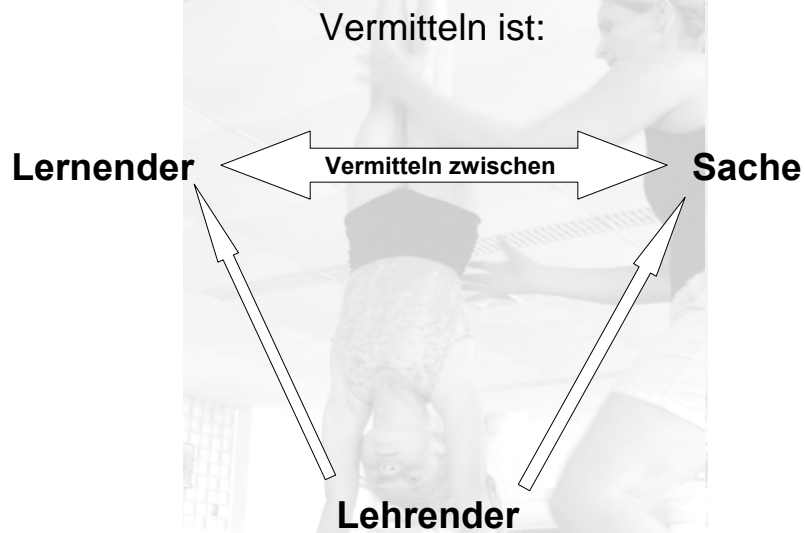 Vermitteln ist:
Lernender
Vermitteln zwischen
Sache
Lehrender